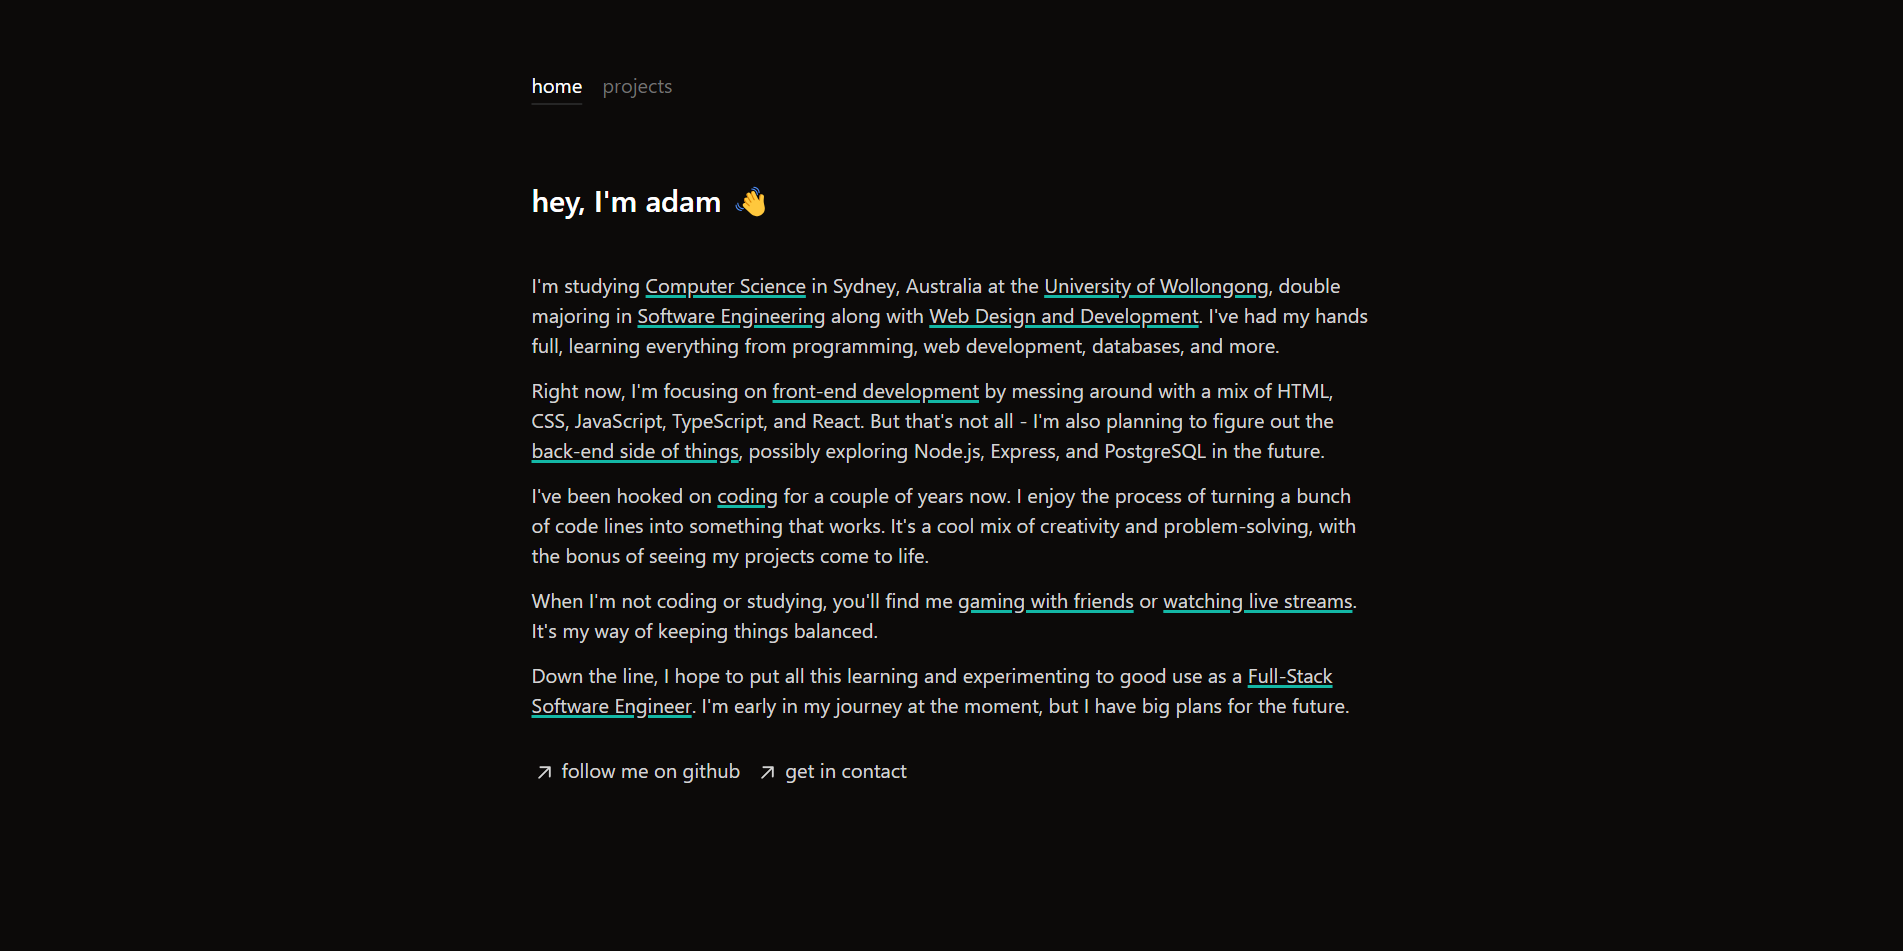 home projects
hey, I'm adam 👋
I'm studying Computer Science in Sydney, Australia at the University of Wollongong, double
majoring in Software Engineering along with Web Design and Development. I've had my hands
full, learning everything from programming, web development, databases, and more.
Right now, I'm focusing on front-end development by messing around with a mix of HTML,
CSS, JavaScript, TypeScript, and React. But that's not all - I'm also planning to figure out the
back-end side of things, possibly exploring Node.js, Express, and PostgreSQL in the future.
I've been hooked on coding for a couple of years now. I enjoy the process of turning a bunch
of code lines into something that works. It's a cool mix of creativity and problem-solving, with
the bonus of seeing my projects come to life.
When I'm not coding or studying, you'll find me gaming with friends or watching live streams.
It's my way of keeping things balanced.
Down the line, I hope to put all this learning and experimenting to good use as a Full-Stack
Software Engineer. I'm early in my journey at the moment, but I have big plans for the future.
follow me on github get in contact